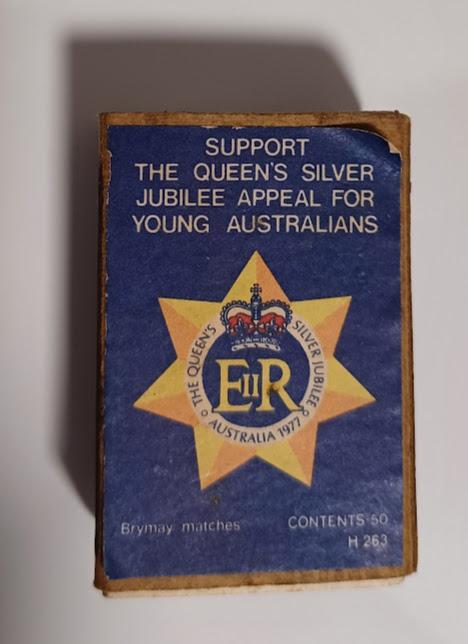 SUPPORT
THE QUEEN'S SILVER
JUBILEE APPEAL FOR
YOUNG AUSTRALIANS
THE QUEEN'S SILVER JUBILEE
EIIR
AUSTRALIA 1977
Brymay matches
CONTENTS 50
H 263